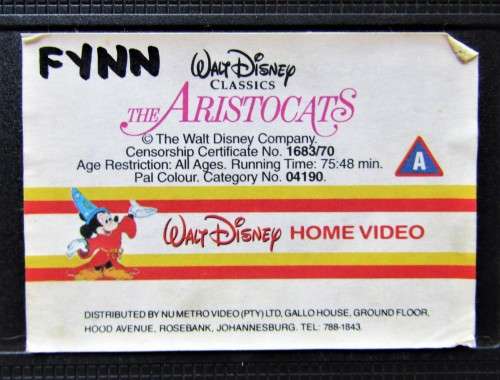 FYNN
WALT DISNEY
CLASSICS
THE ARISTOCATS
© The Walt Disney Company.
Censorship Certificate No. 1683/70
Age Restriction: All Ages. Running Time: 75:48 min.
Pal Colour. Category No. 04190.
A
WALT DISNEY HOME VIDEO
DISTRIBUTED BY NU METRO VIDEO (PTY) LTD, GALLO HOUSE, GROUND FLOOR,
HOOD AVENUE, ROSEBANK, JOHANNESBURG. TEL: 788-1843.